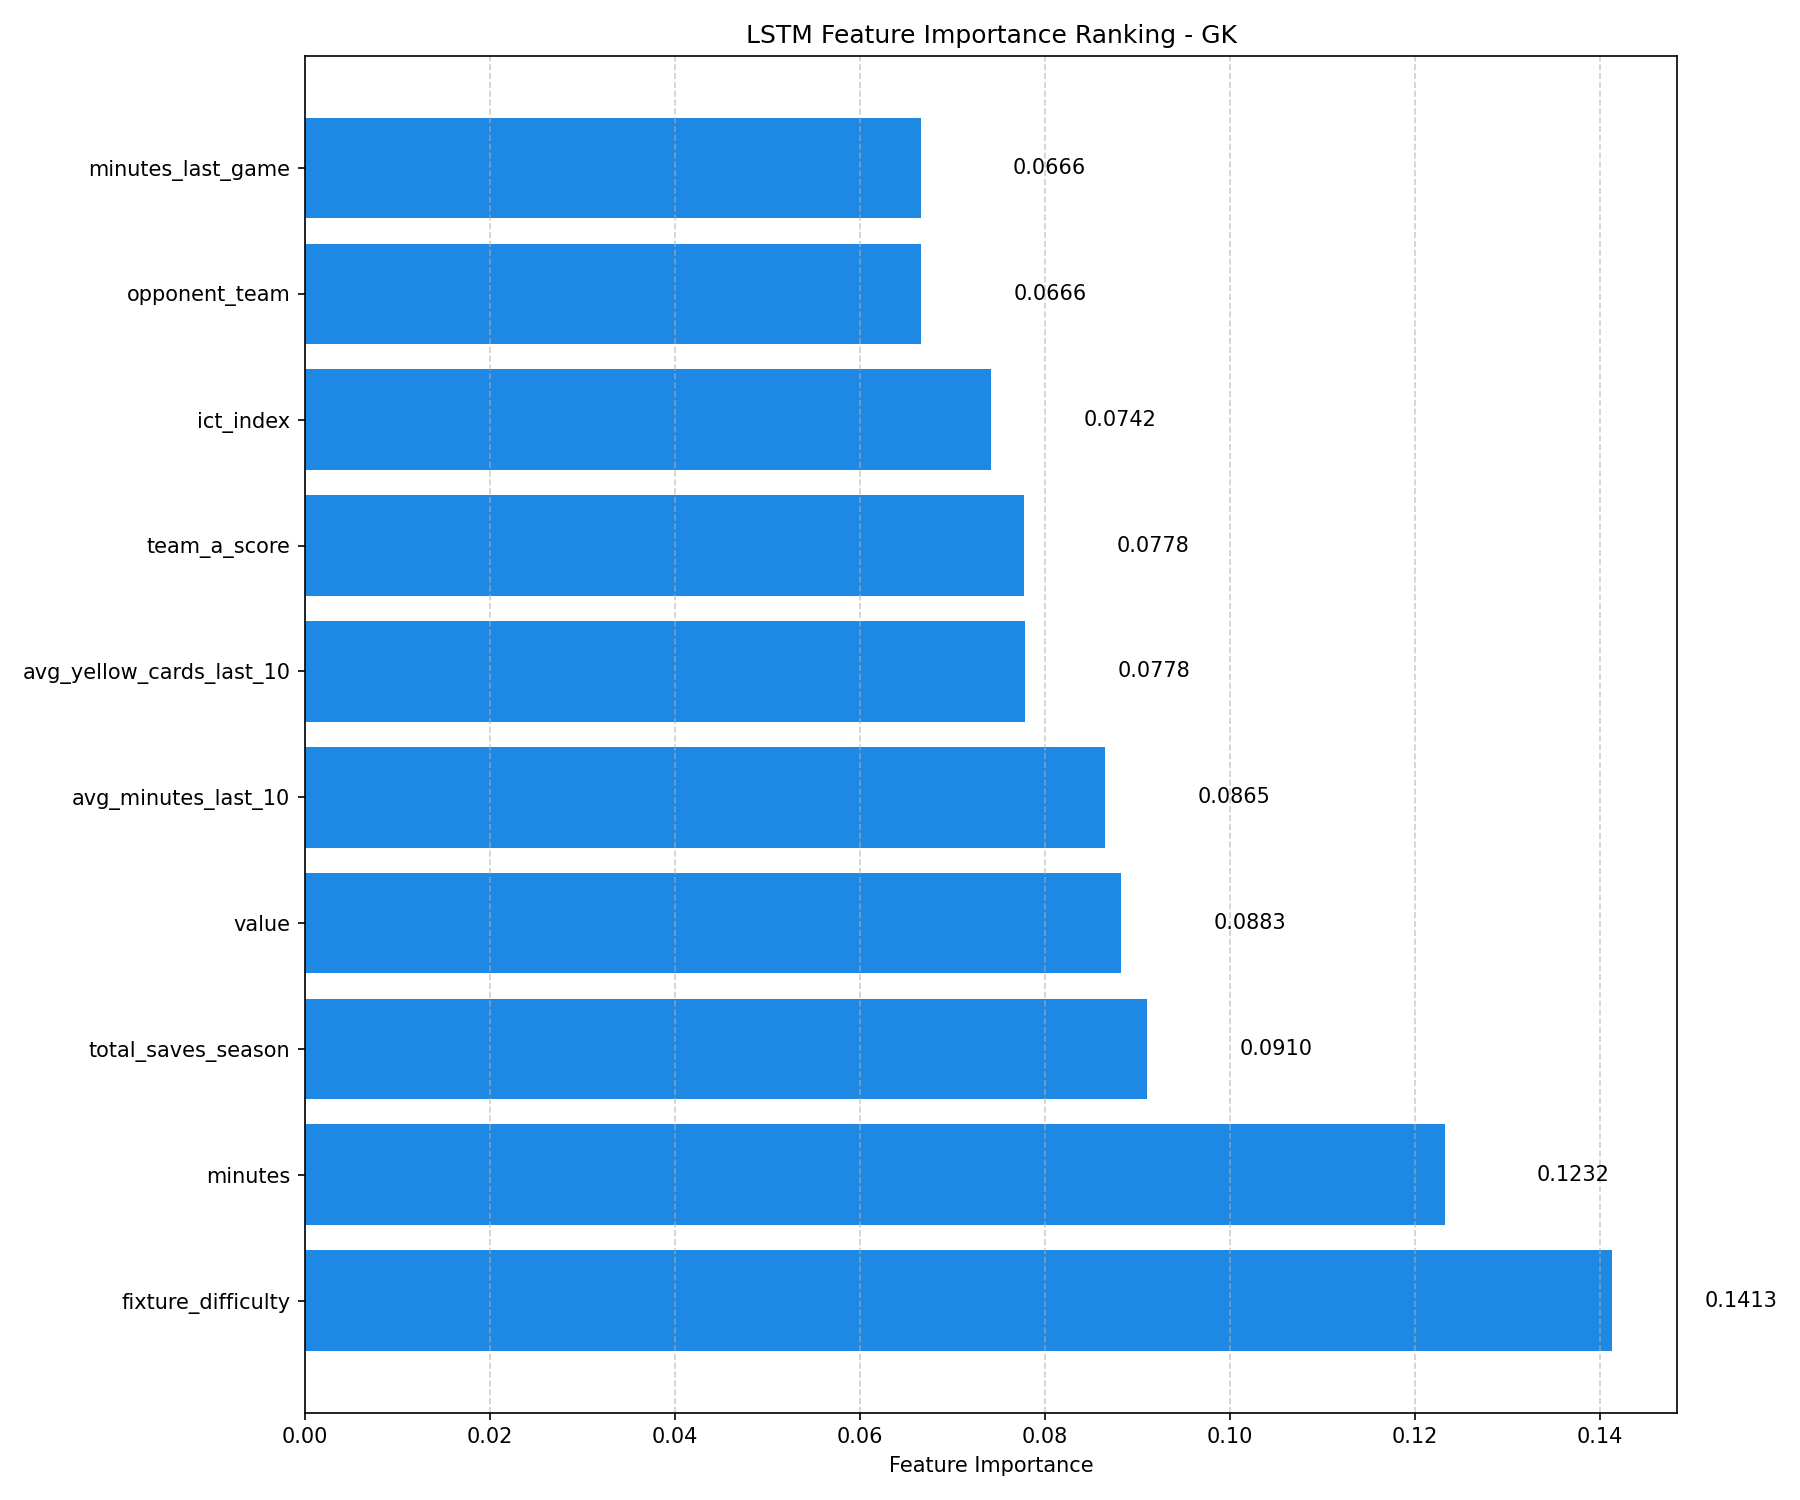 LSTM Feature Importance Ranking - GK
minutes_last_game 0.0666
opponent_team 0.0666
ict_index 0.0742
team_a_score 0.0778
avg_yellow_cards_last_10 0.0778
avg_minutes_last_10 0.0865
value 0.0883
total_saves_season 0.0910
minutes 0.1232
fixture_difficulty 0.1413
0.00 0.02 0.04 0.06 0.08 0.10 0.12 0.14
Feature Importance